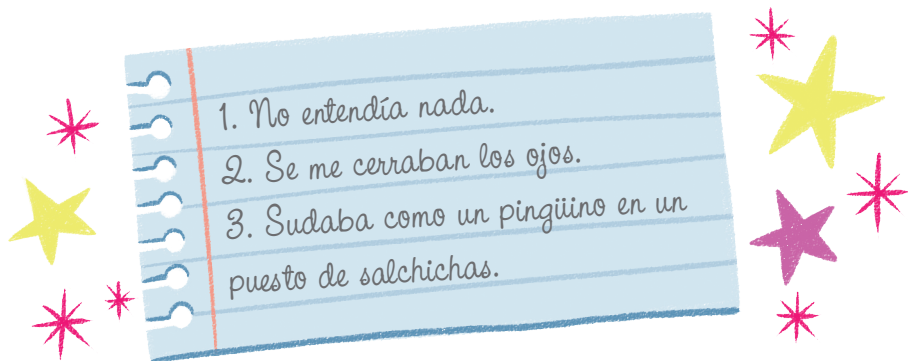 1. No entendía nada.
2. Se me cerraban los ojos.
3. Sudaba como un pingüino en un
puesto de salchichas.